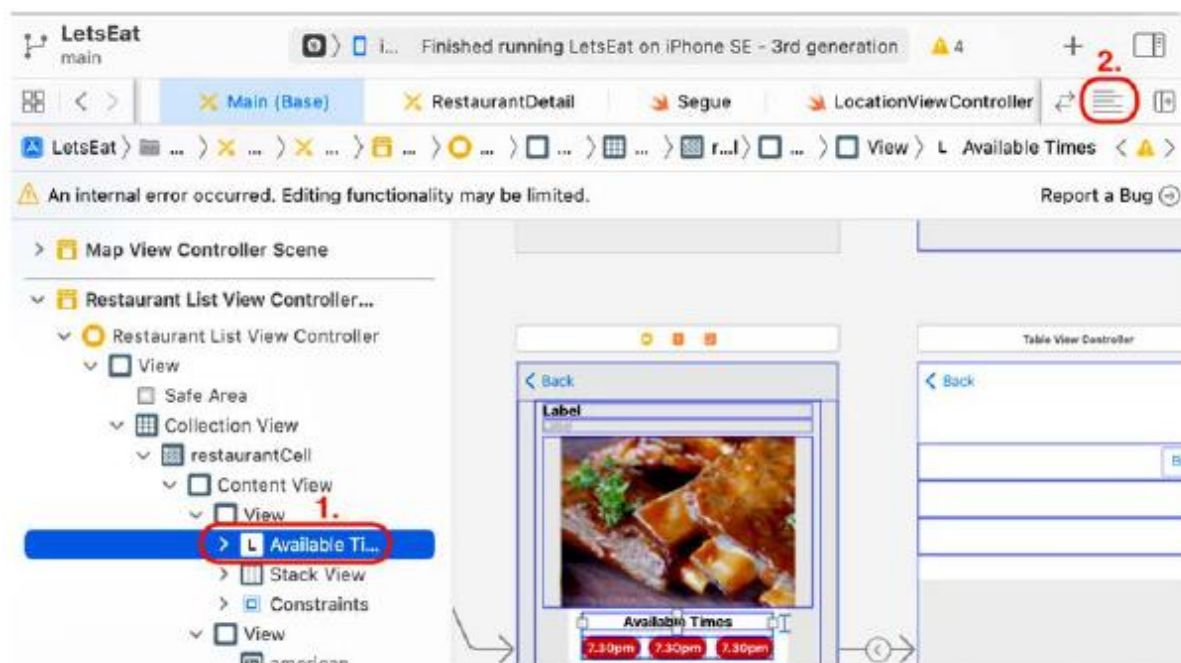 LetsEat
main
i... Finished running LetsEat on iPhone SE - 3rd generation
4
2.
Main (Base)
RestaurantDetail
Segue
LocationViewController
LetsEat 〉 ... 〉 ... 〉 ... 〉 ... 〉 ... 〉 ... 〉 ... 〉 r...l 〉 ... 〉 View 〉 L Available Times
An internal error occurred. Editing functionality may be limited.
Report a Bug
Map View Controller Scene
Restaurant List View Controller...
Restaurant List View Controller
View
Safe Area
Collection View
restaurantCell
Content View
View
1.
L Available Ti...
Stack View
Constraints
View
american
Back
Label
Label
Available Times
7.30pm 7.30pm 7.30pm
Table View Controller
Back
B